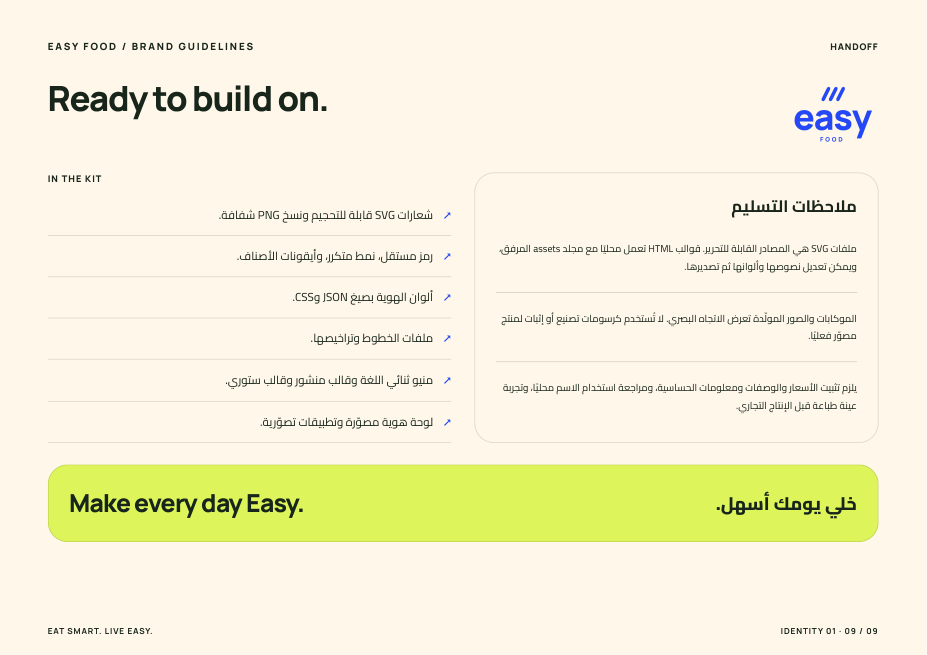 EASY FOOD / BRAND GUIDELINES
HANDOFF
Ready to build on.
easy
FOOD
IN THE KIT
شعارات SVG قابلة للتحجيم ونسخ PNG شفافة.
رمز مستقل، نمط متكرر، وأيقونات الأصناف.
ألوان الهوية بصيغ JSON وCSS.
ملفات الخطوط وتراخيصها.
منيو ثنائي اللغة وقالب منشور وقالب ستوري.
لوحة هوية مصوّرة وتطبيقات تصوّرية.
ملاحظات التسليم
ملفات SVG هي المصادر القابلة للتحرير. قوالب HTML تعمل محليًا مع مجلد assets المرفق،
ويمكن تعديل نصوصها وألوانها ثم تصديرها.
الموكابات والصور المولّدة تعرض الاتجاه البصري. لا تُستخدم كرسومات تصنيع أو إثبات لمنتج
مصوّر فعليًا.
يلزم تثبيت الأسعار والوصفات ومعلومات الحساسية، ومراجعة استخدام الاسم محليًا، وتجربة
عينة طباعة قبل الإنتاج التجاري.
Make every day Easy.
خلي يومك أسهل.
EAT SMART. LIVE EASY.
IDENTITY 01 · 09 / 09